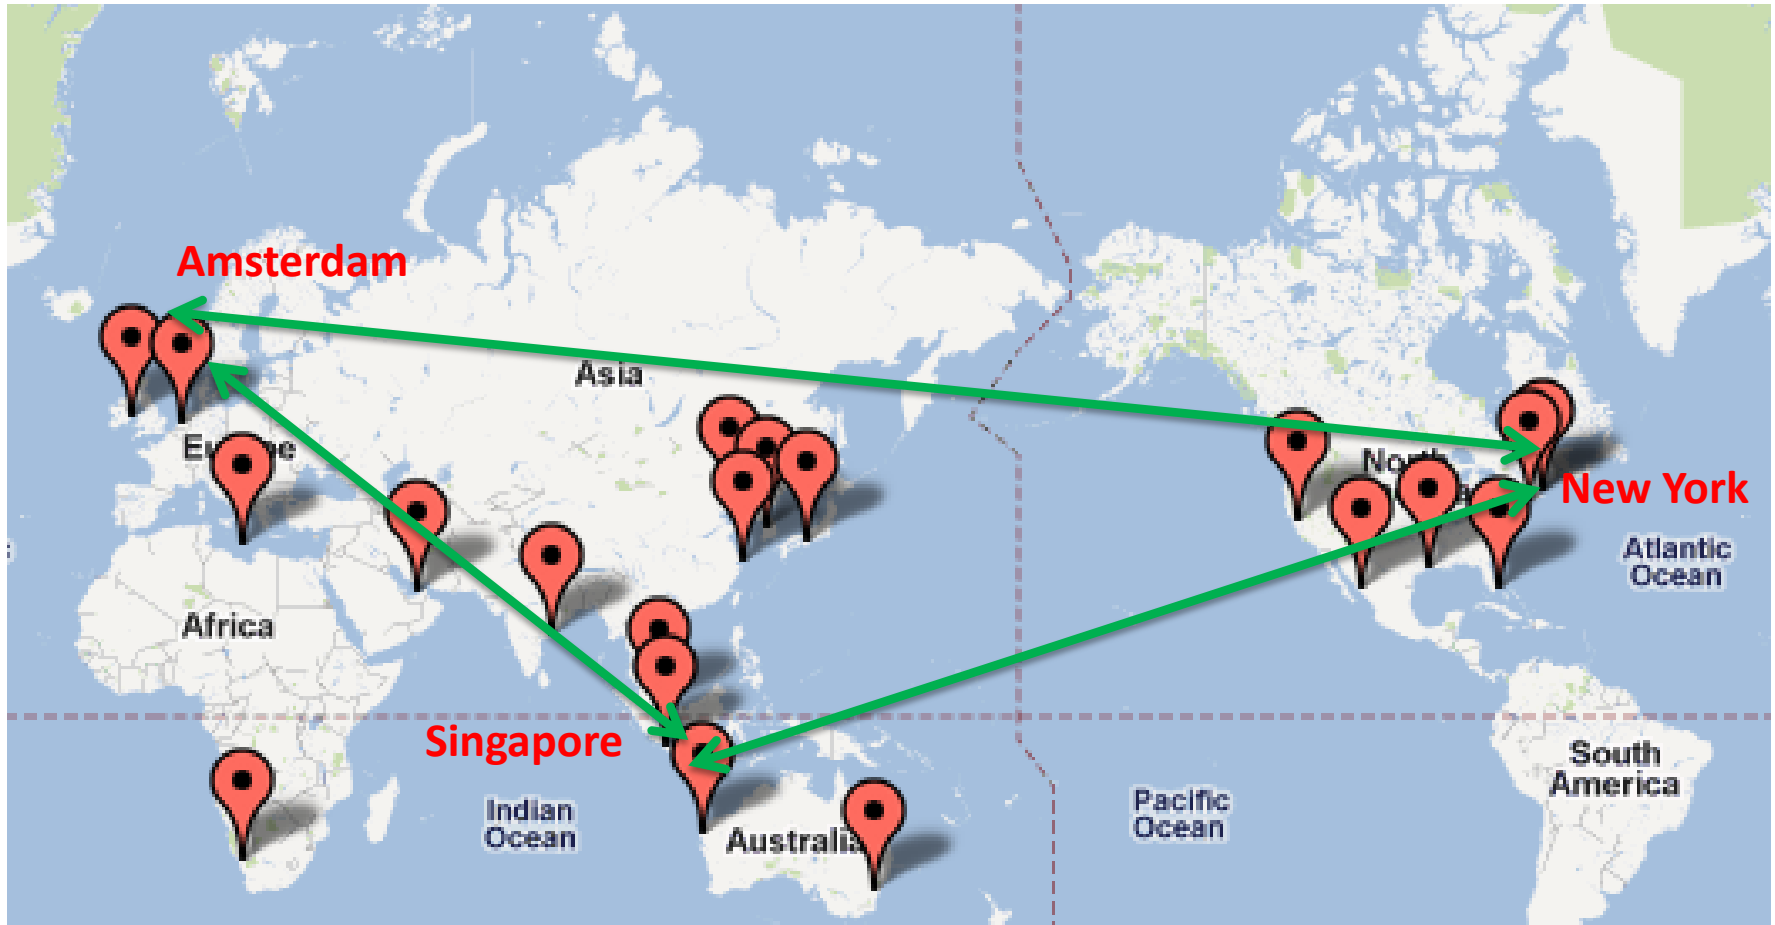 Amsterdam
Asia
Europe
North
New York
Atlantic
Ocean
Africa
Singapore
South
America
Indian
Ocean
Pacific
Ocean
Australia